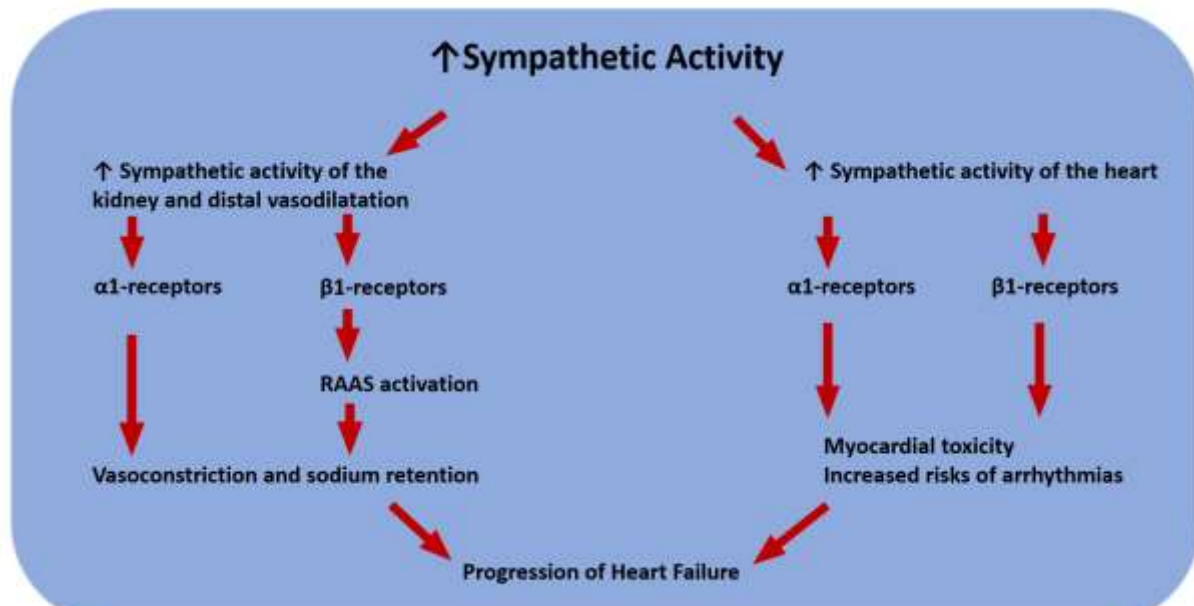 ↑Sympathetic Activity
↑ Sympathetic activity of the
kidney and distal vasodilatation
↑ Sympathetic activity of the heart
α1-receptors
β1-receptors
α1-receptors
β1-receptors
RAAS activation
Vasoconstriction and sodium retention
Myocardial toxicity
Increased risks of arrhythmias
Progression of Heart Failure